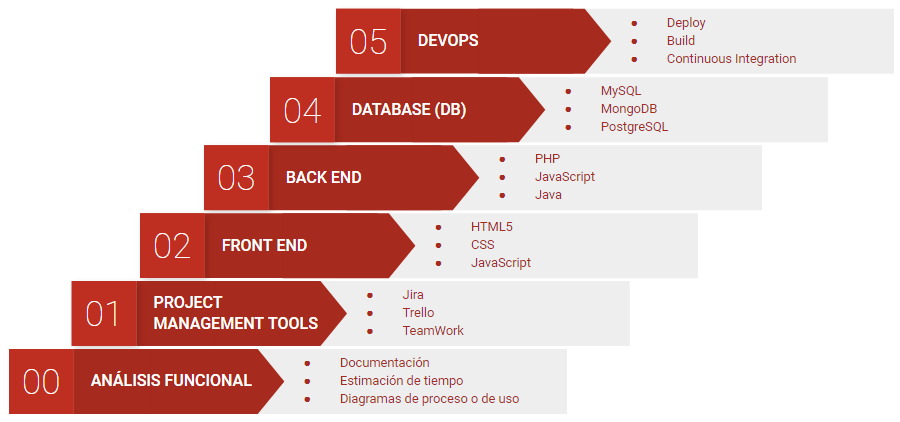 05
DEVOPS
Deploy
Build
Continuous Integration
04
DATABASE (DB)
MySQL
MongoDB
PostgreSQL
03
BACK END
PHP
JavaScript
Java
02
FRONT END
HTML5
CSS
JavaScript
01
PROJECT
MANAGEMENT TOOLS
Jira
Trello
TeamWork
00
ANÁLISIS FUNCIONAL
Documentación
Estimación de tiempo
Diagramas de proceso o de uso